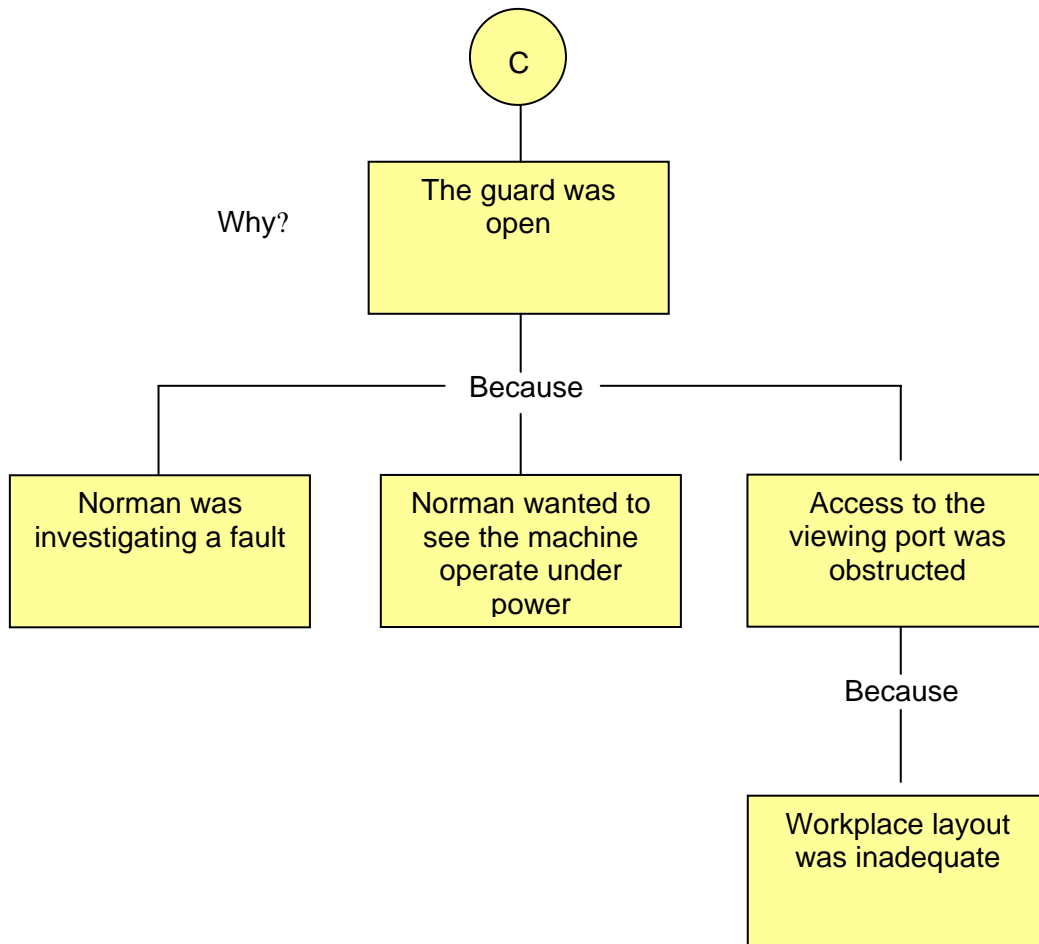 C
The guard was
open
Why?
Because
Norman was
investigating a fault
Norman wanted to
see the machine
operate under
power
Access to the
viewing port was
obstructed
Because
Workplace layout
was inadequate